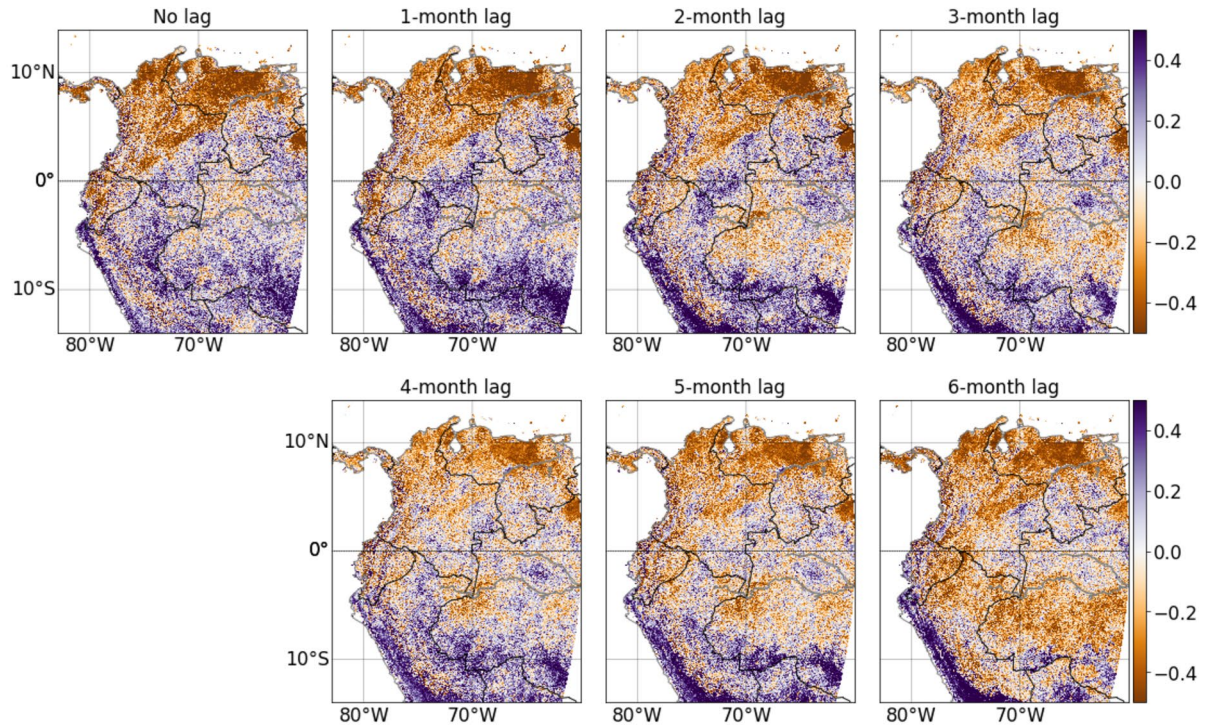 No lag
1-month lag
2-month lag
3-month lag
10°N
0°
10°S
80°W 70°W
80°W 70°W
80°W 70°W
80°W 70°W
0.4
0.2
0.0
−0.2
−0.4
4-month lag
5-month lag
6-month lag
10°N
0°
10°S
80°W 70°W
80°W 70°W
80°W 70°W
0.4
0.2
0.0
−0.2
−0.4